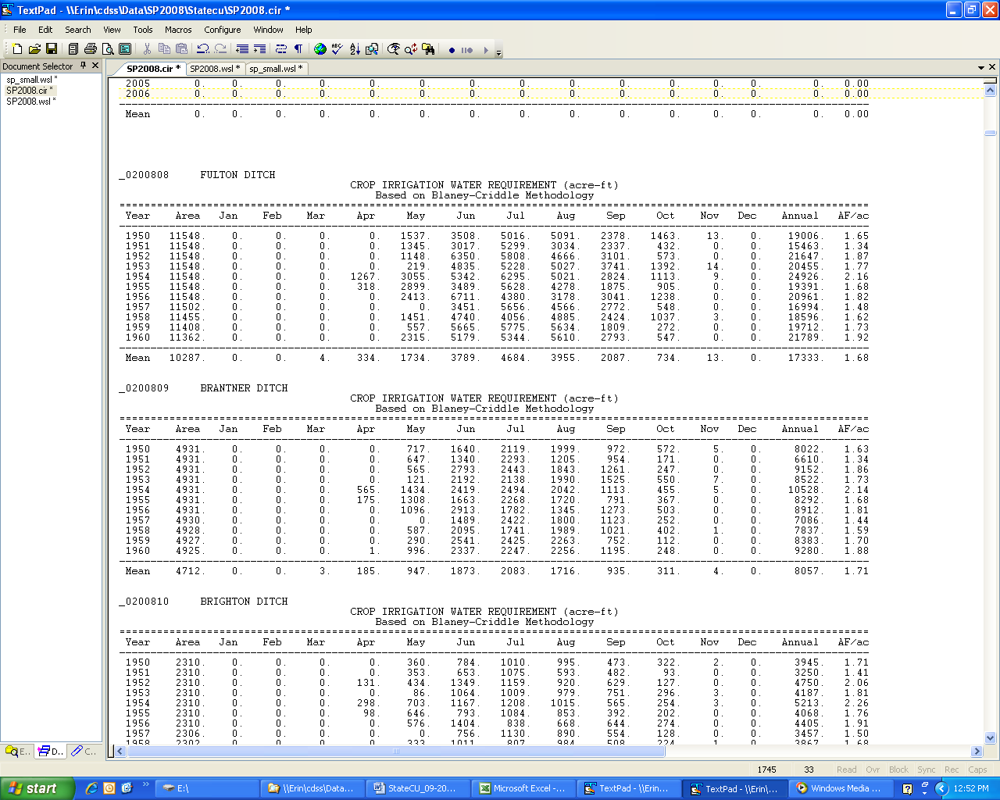 TextPad - \\Erin\cdss\Data\SP2008\Statecu\SP2008.cir *
File Edit Search View Tools Macros Configure Window Help
Document Selector
SP2008.cir * SP2008.wsl * sp_small.wsl *
sp_small.wsl *
SP2008.cir *
SP2008.wsl *
2005 0. 0. 0. 0. 0. 0. 0. 0. 0. 0. 0. 0. 0. 0.00
2006 0. 0. 0. 0. 0. 0. 0. 0. 0. 0. 0. 0. 0. 0.00
Mean 0. 0. 0. 0. 0. 0. 0. 0. 0. 0. 0. 0. 0. 0.00
_0200808 FULTON DITCH
CROP IRRIGATION WATER REQUIREMENT (acre-ft)
Based on Blaney-Criddle Methodology
Year Area Jan Feb Mar Apr May Jun Jul Aug Sep Oct Nov Dec Annual AF/ac
1950 11548. 0. 0. 0. 0. 1537. 3508. 5016. 5091. 2378. 1463. 13. 0. 19006. 1.65
1951 11548. 0. 0. 0. 0. 1345. 3017. 5299. 3034. 2337. 432. 0. 0. 15463. 1.34
1952 11548. 0. 0. 0. 0. 1148. 6350. 5808. 4666. 3101. 573. 0. 0. 21647. 1.87
1953 11548. 0. 0. 0. 0. 219. 4835. 5228. 5027. 3741. 1392. 14. 0. 20455. 1.77
1954 11548. 0. 0. 0. 1267. 3055. 5342. 6295. 5021. 2824. 1113. 9. 0. 24926. 2.16
1955 11548. 0. 0. 0. 318. 2899. 3489. 5628. 4278. 1875. 905. 0. 0. 19391. 1.68
1956 11548. 0. 0. 0. 0. 2413. 6711. 4380. 3178. 3041. 1238. 0. 0. 20961. 1.82
1957 11502. 0. 0. 0. 0. 0. 3451. 5656. 4566. 2772. 548. 0. 0. 16994. 1.48
1958 11455. 0. 0. 0. 0. 1451. 4740. 4056. 4885. 2424. 1037. 3. 0. 18596. 1.62
1959 11408. 0. 0. 0. 0. 557. 5665. 5775. 5634. 1809. 272. 0. 0. 19712. 1.73
1960 11362. 0. 0. 0. 0. 2315. 5179. 5344. 5610. 2793. 547. 0. 0. 21789. 1.92
Mean 10287. 0. 0. 4. 334. 1734. 3789. 4684. 3955. 2087. 734. 13. 0. 17333. 1.68
_0200809 BRANTNER DITCH
CROP IRRIGATION WATER REQUIREMENT (acre-ft)
Based on Blaney-Criddle Methodology
Year Area Jan Feb Mar Apr May Jun Jul Aug Sep Oct Nov Dec Annual AF/ac
1950 4931. 0. 0. 0. 0. 717. 1640. 2119. 1999. 972. 572. 5. 0. 8022. 1.63
1951 4931. 0. 0. 0. 0. 647. 1340. 2293. 1205. 954. 171. 0. 0. 6610. 1.34
1952 4931. 0. 0. 0. 0. 565. 2793. 2443. 1843. 1261. 247. 0. 0. 9152. 1.86
1953 4931. 0. 0. 0. 0. 121. 2192. 2138. 1990. 1525. 550. 7. 0. 8522. 1.73
1954 4931. 0. 0. 0. 565. 1434. 2419. 2494. 2042. 1113. 455. 5. 0. 10528. 2.14
1955 4931. 0. 0. 0. 175. 1308. 1663. 2268. 1720. 791. 367. 0. 0. 8292. 1.68
1956 4931. 0. 0. 0. 0. 1096. 2913. 1782. 1345. 1273. 503. 0. 0. 8912. 1.81
1957 4930. 0. 0. 0. 0. 0. 1489. 2422. 1800. 1123. 252. 0. 0. 7086. 1.44
1958 4928. 0. 0. 0. 0. 587. 2095. 1741. 1989. 1021. 402. 1. 0. 7837. 1.59
1959 4927. 0. 0. 0. 0. 290. 2541. 2425. 2263. 752. 112. 0. 0. 8383. 1.70
1960 4925. 0. 0. 0. 1. 996. 2337. 2247. 2256. 1195. 248. 0. 0. 9280. 1.88
Mean 4712. 0. 0. 3. 185. 947. 1873. 2083. 1716. 935. 311. 4. 0. 8057. 1.71
_0200810 BRIGHTON DITCH
CROP IRRIGATION WATER REQUIREMENT (acre-ft)
Based on Blaney-Criddle Methodology
Year Area Jan Feb Mar Apr May Jun Jul Aug Sep Oct Nov Dec Annual AF/ac
1950 2310. 0. 0. 0. 0. 360. 784. 1010. 995. 473. 322. 2. 0. 3945. 1.71
1951 2310. 0. 0. 0. 0. 353. 653. 1075. 593. 482. 93. 0. 0. 3250. 1.41
1952 2310. 0. 0. 0. 131. 434. 1349. 1159. 920. 629. 127. 0. 0. 4750. 2.06
1953 2310. 0. 0. 0. 0. 86. 1064. 1009. 979. 751. 296. 3. 0. 4187. 1.81
1954 2310. 0. 0. 0. 298. 703. 1167. 1208. 1015. 565. 254. 3. 0. 5213. 2.26
1955 2310. 0. 0. 0. 98. 646. 793. 1084. 853. 392. 202. 0. 0. 4068. 1.76
1956 2310. 0. 0. 0. 0. 576. 1404. 838. 668. 644. 274. 0. 0. 4405. 1.91
1957 2306. 0. 0. 0. 0. 0. 756. 1130. 890. 554. 128. 0. 0. 3457. 1.50
1958 2302. 0. 0. 0. 0. 333. 1011. 807. 984. 508. 224. 1. 0. 3867. 1.68
E.. D.. C..
1745 33 Read Ovr Block Sync Rec Caps
start E:\ \\Erin\cdss\Data... StateCU_09-20... Microsoft Excel -... TextPad - \\Erin... TextPad - \\Erin\... Windows Media ... 12:52 PM